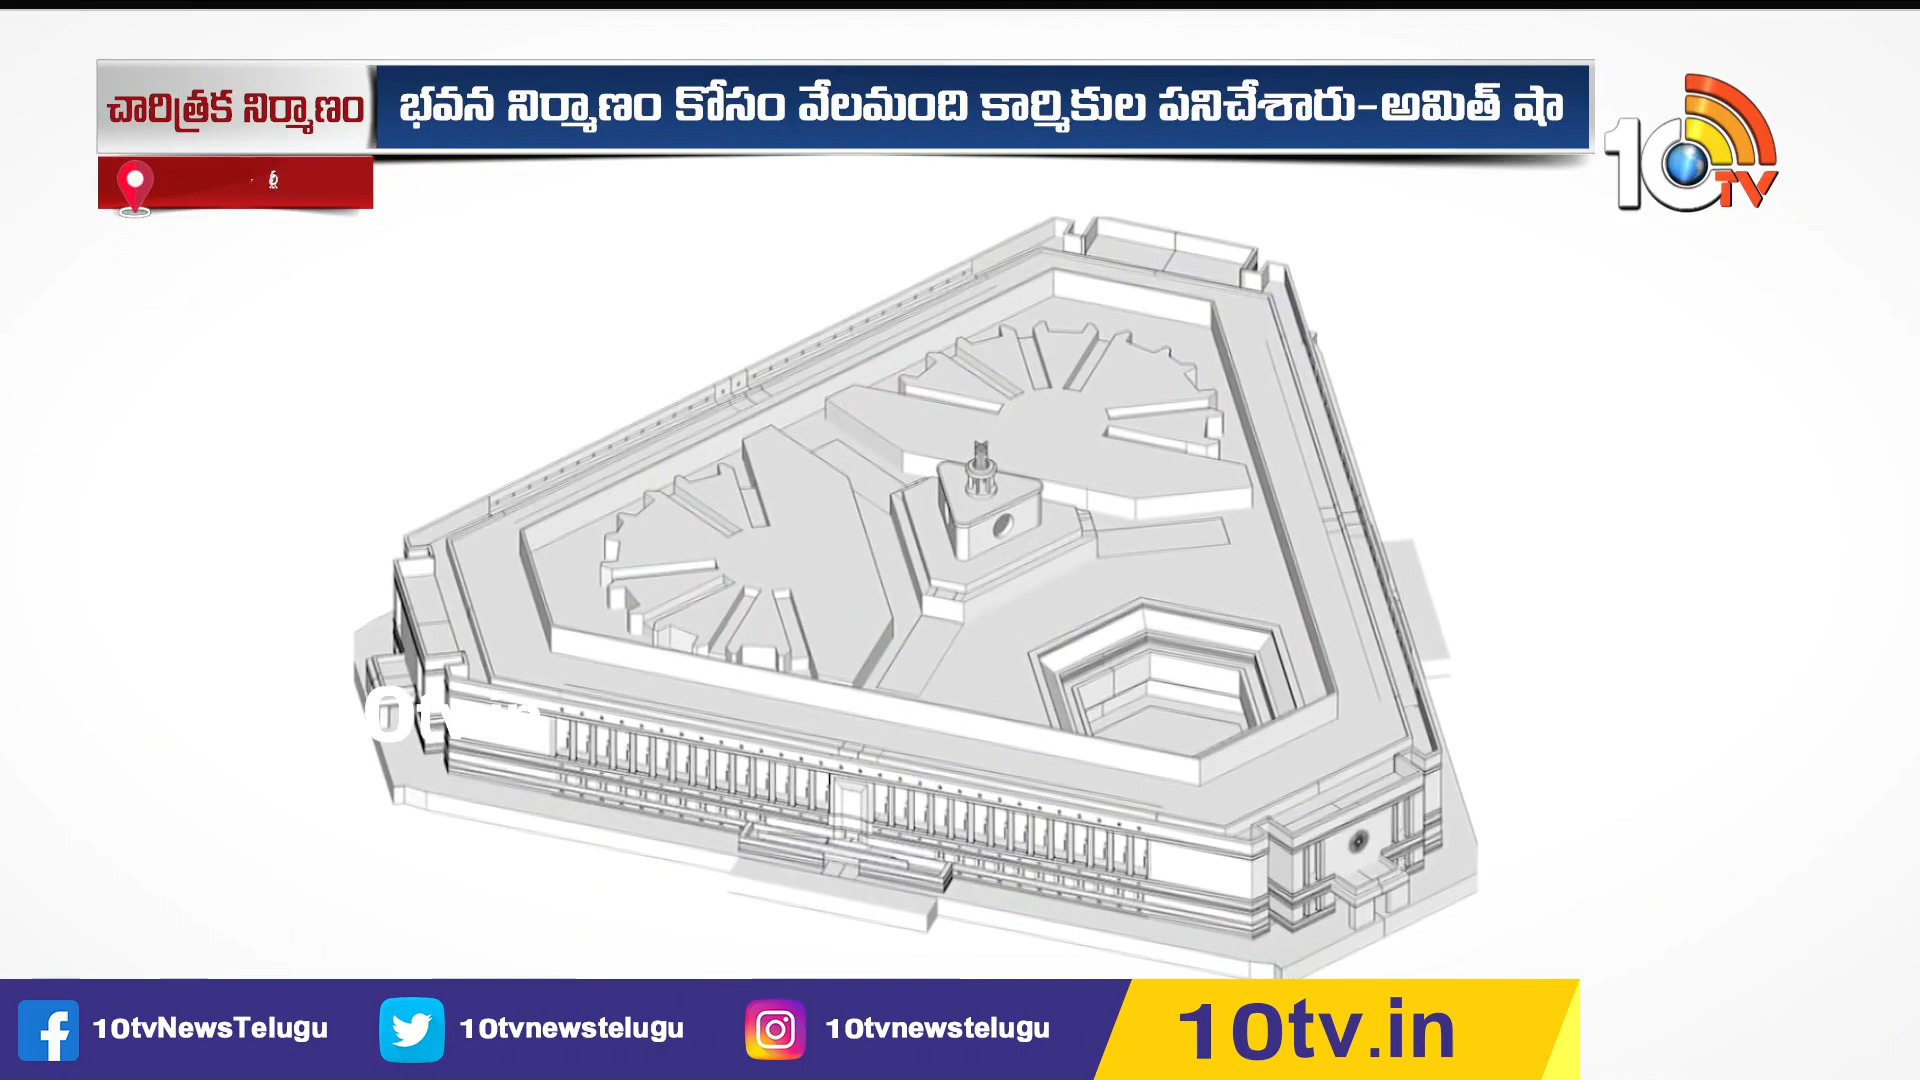 చారిత్రక నిర్మాణం
భవన నిర్మాణం కోసం వేలమంది కార్మికుల పనిచేశారు-అమిత్ షా
10TV
10tvNewsTelugu
10tvnewstelugu
10tvnewstelugu
10tv.in